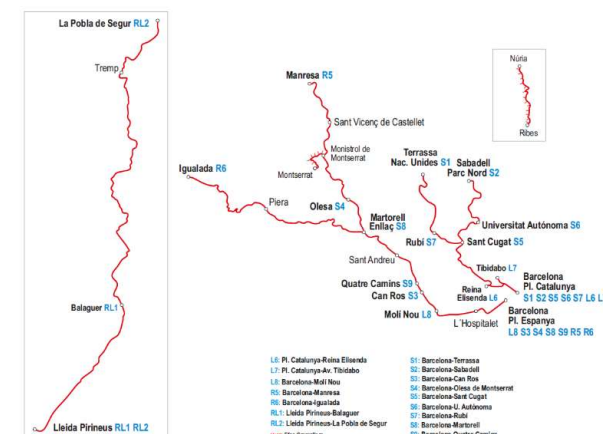 La Pobla de Segur RL2
Tremp
Balaguer RL1
Lleida Pirineus RL1 RL2
Núria
Ribes
Manresa R5
Sant Vicenç de Castellet
Monistrol de
Montserrat
Montserrat
Terrassa
Nac. Unides S1
Sabadell
Parc Nord S2
Igualada R6
Piera
Olesa S4
Martorell
Enllaç S8
Universitat Autónoma S6
Rubí S7
Sant Cugat S5
Sant Andreu
Tibidabo L7
Barcelona
Pl. Catalunya
S1 S2 S5 S6 S7 L6 L
Reina
Elisenda L6
Quatre Camins S9
Can Ros S3
Molí Nou L8
L´Hospitalet
Barcelona
Pl. Espanya
L8 S3 S4 S8 S9 R5 R6
L6: Pl. Catalunya-Reina Elisenda
L7: Pl. Catalunya-Av. Tibidabo
L8: Barcelona-Molí Nou
R5: Barcelona-Manresa
R6: Barcelona-Igualada
RL1: Lleida Pirineus-Balaguer
RL2: Lleida Pirineus-La Pobla de Segur
S1: Barcelona-Terrassa
S2: Barcelona-Sabadell
S3: Barcelona-Can Ros
S4: Barcelona-Olesa de Montserrat
S5: Barcelona-Sant Cugat
S6: Barcelona-U. Autònoma
S7: Barcelona-Rubí
S8: Barcelona-Martorell